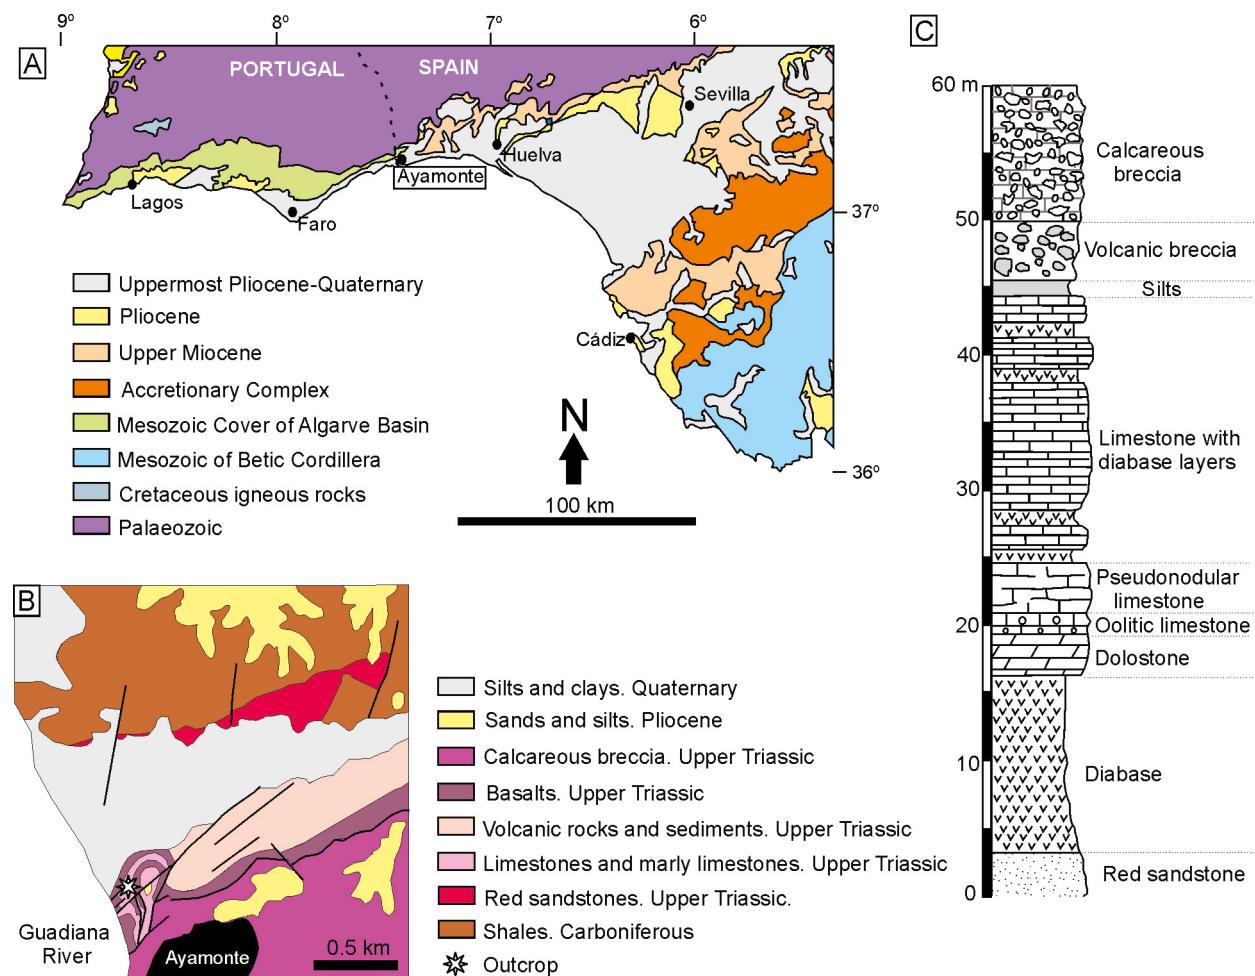 9º 8º 7º 6º
A
PORTUGAL SPAIN
Sevilla
Huelva
Ayamonte
Lagos
Faro
37º
Cádiz
36º
Uppermost Pliocene-Quaternary
Pliocene
Upper Miocene
Accretionary Complex
Mesozoic Cover of Algarve Basin
Mesozoic of Betic Cordillera
Cretaceous igneous rocks
Palaeozoic
N
100 km
B
Guadiana
River
Ayamonte
0.5 km
Silts and clays. Quaternary
Sands and silts. Pliocene
Calcareous breccia. Upper Triassic
Basalts. Upper Triassic
Volcanic rocks and sediments. Upper Triassic
Limestones and marly limestones. Upper Triassic
Red sandstones. Upper Triassic.
Shales. Carboniferous
Outcrop
C
60 m
Calcareous
breccia
50
Volcanic breccia
Silts
40
Limestone with
diabase layers
30
Pseudonodular
limestone
20
Oolitic limestone
Dolostone
10
Diabase
Red sandstone
0